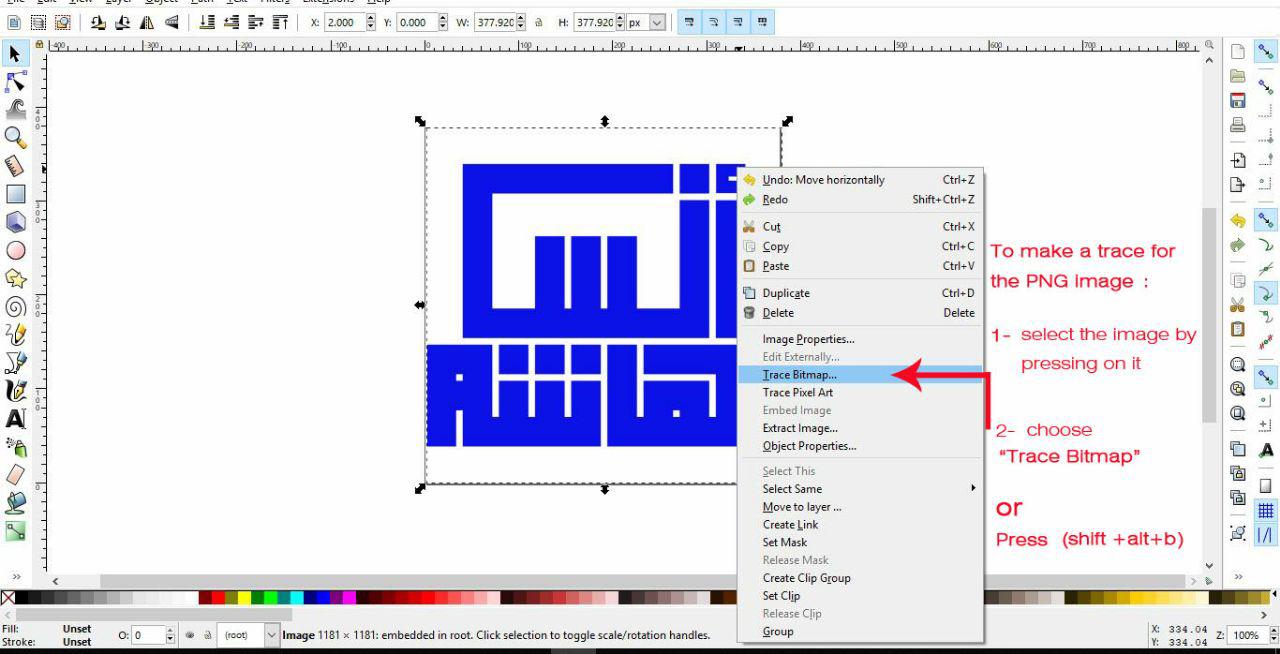 X: 2.000 Y: 0.000 W: 377.920 H: 377.920 px
Undo: Move horizontally Ctrl+Z
Redo Shift+Ctrl+Z
Cut Ctrl+X
Copy Ctrl+C
Paste Ctrl+V
Duplicate Ctrl+D
Delete Delete
Image Properties...
Edit Externally...
Trace Bitmap...
Trace Pixel Art
Embed Image
Extract Image...
Object Properties...
Select This
Select Same
Move to layer ...
Create Link
Set Mask
Release Mask
Create Clip Group
Set Clip
Release Clip
Group
To make a trace for
the PNG image :
1- select the image by
pressing on it
2- choose
“Trace Bitmap”
or
Press (shift +alt+b)
Fill: Unset
Stroke: Unset
O: 0
(root)
Image 1181 × 1181: embedded in root. Click selection to toggle scale/rotation handles.
X: 334.04
Y: 334.04
Z: 100%